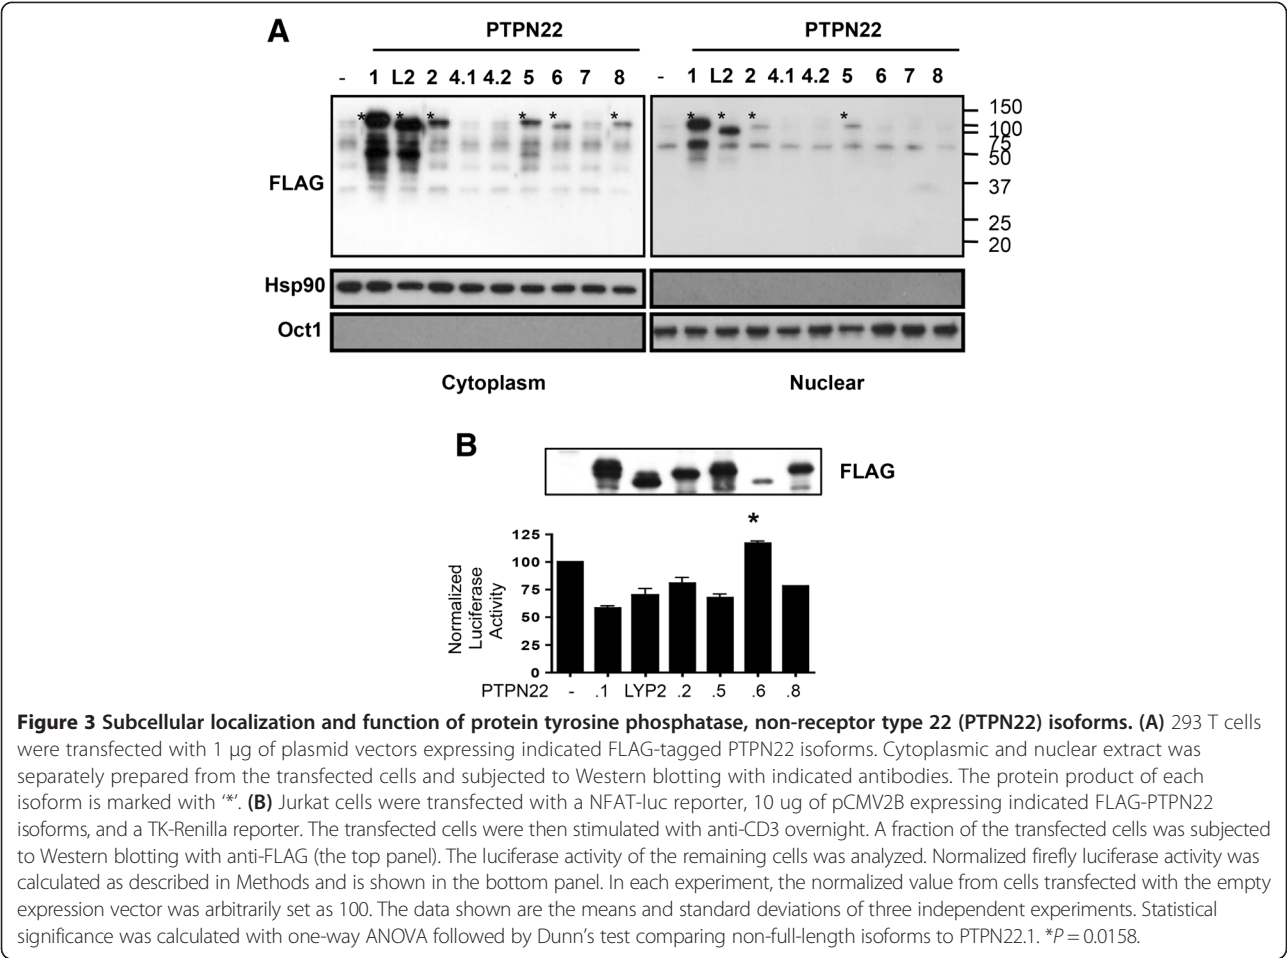 A
PTPN22 PTPN22
- 1 L2 2 4.1 4.2 5 6 7 8 - 1 L2 2 4.1 4.2 5 6 7 8
* * * * * * * * * *
150
100
75
50
FLAG
37
25
20
Hsp90
Oct1
Cytoplasm Nuclear
B
FLAG
*
125
100
75
50
25
0
Normalized
Luciferase
Activity
PTPN22 - .1 LYP2 .2 .5 .6 .8
Figure 3 Subcellular localization and function of protein tyrosine phosphatase, non-receptor type 22 (PTPN22) isoforms. (A) 293 T cells
were transfected with 1 μg of plasmid vectors expressing indicated FLAG-tagged PTPN22 isoforms. Cytoplasmic and nuclear extract was
separately prepared from the transfected cells and subjected to Western blotting with indicated antibodies. The protein product of each
isoform is marked with ‘*’. (B) Jurkat cells were transfected with a NFAT-luc reporter, 10 ug of pCMV2B expressing indicated FLAG-PTPN22
isoforms, and a TK-Renilla reporter. The transfected cells were then stimulated with anti-CD3 overnight. A fraction of the transfected cells was subjected
to Western blotting with anti-FLAG (the top panel). The luciferase activity of the remaining cells was analyzed. Normalized firefly luciferase activity was
calculated as described in Methods and is shown in the bottom panel. In each experiment, the normalized value from cells transfected with the empty
expression vector was arbitrarily set as 100. The data shown are the means and standard deviations of three independent experiments. Statistical
significance was calculated with one-way ANOVA followed by Dunn’s test comparing non-full-length isoforms to PTPN22.1. *P = 0.0158.